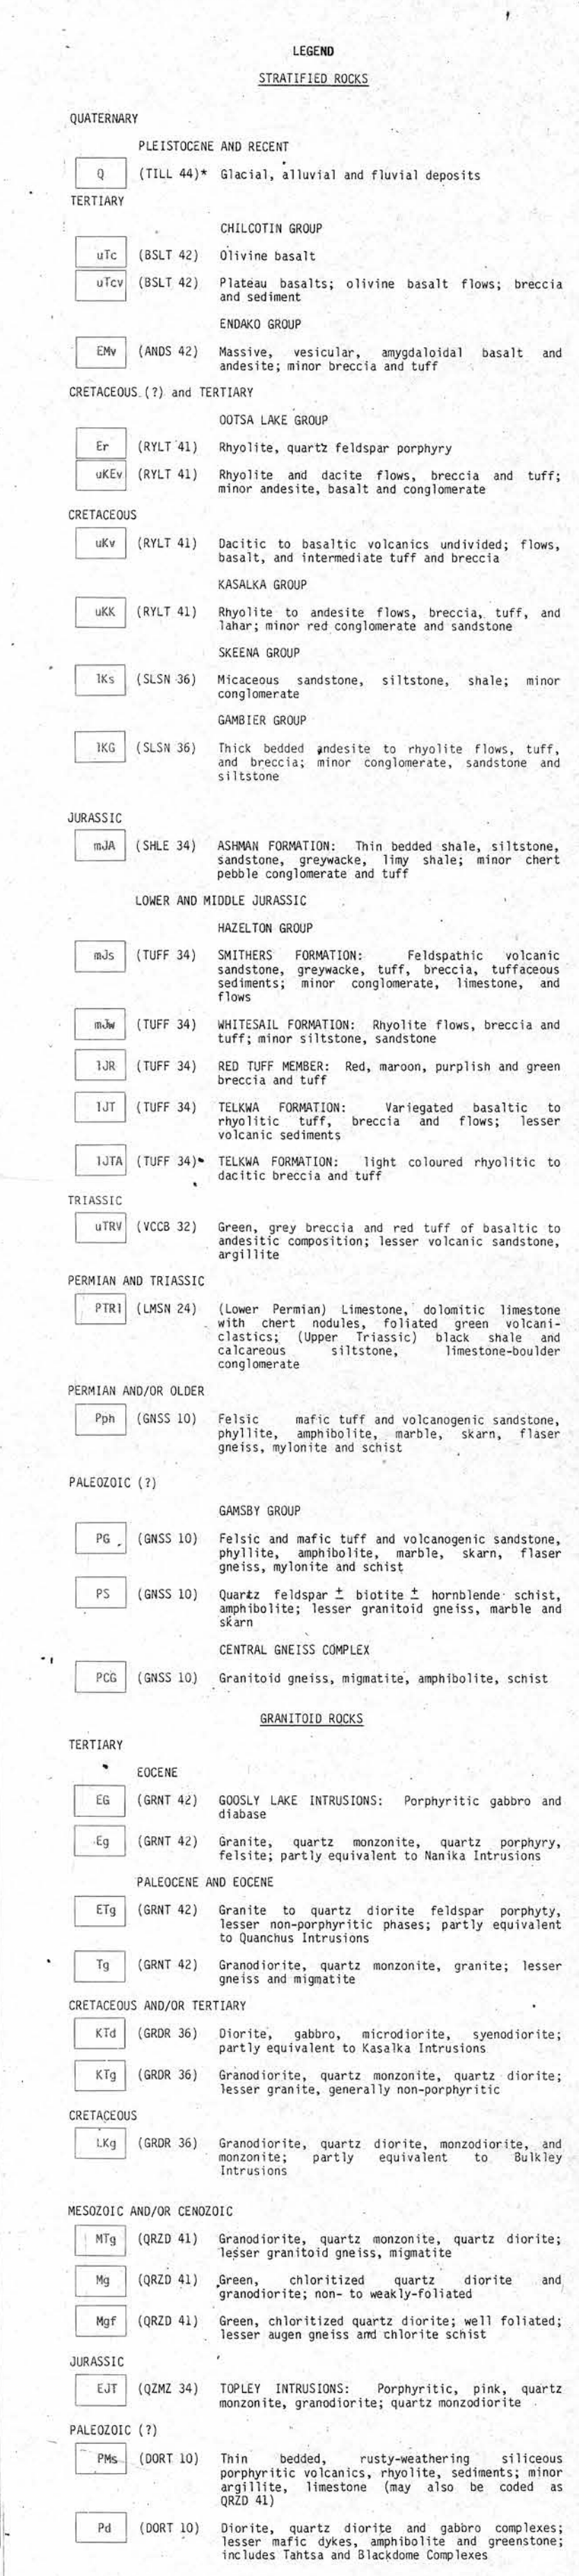 LEGEND
STRATIFIED ROCKS
QUATERNARY
PLEISTOCENE AND RECENT
Q (TILL 44)* Glacial, alluvial and fluvial deposits
TERTIARY
CHILCOTIN GROUP
uTc (BSLT 42) Olivine basalt
uTcv (BSLT 42) Plateau basalts; olivine basalt flows; breccia
and sediment
ENDAKO GROUP
EMv (ANDS 42) Massive, vesicular, amygdaloidal basalt and
andesite; minor breccia and tuff
CRETACEOUS (?) and TERTIARY
OOTSA LAKE GROUP
Er (RYLT 41) Rhyolite, quartz feldspar porphyry
uKEv (RYLT 41) Rhyolite and dacite flows, breccia and tuff;
minor andesite, basalt and conglomerate
CRETACEOUS
uKv (RYLT 41) Dacitic to basaltic volcanics undivided; flows,
basalt, and intermediate tuff and breccia
KASALKA GROUP
uKK (RYLT 41) Rhyolite to andesite flows, breccia, tuff, and
lahar; minor red conglomerate and sandstone
SKEENA GROUP
lKs (SLSN 36) Micaceous sandstone, siltstone, shale; minor
conglomerate
GAMBIER GROUP
lKG (SLSN 36) Thick bedded andesite to rhyolite flows, tuff,
and breccia; minor conglomerate, sandstone and
siltstone
JURASSIC
mJA (SHLE 34) ASHMAN FORMATION: Thin bedded shale, siltstone,
sandstone, greywacke, limy shale; minor chert
pebble conglomerate and tuff
LOWER AND MIDDLE JURASSIC
HAZELTON GROUP
mJs (TUFF 34) SMITHERS FORMATION: Feldspathic volcanic
sandstone, greywacke, tuff, breccia, tuffaceous
sediments; minor conglomerate, limestone, and
flows
mJw (TUFF 34) WHITESAIL FORMATION: Rhyolite flows, breccia and
tuff; minor siltstone, sandstone
lJR (TUFF 34) RED TUFF MEMBER: Red, maroon, purplish and green
breccia and tuff
lJT (TUFF 34) TELKWA FORMATION: Variegated basaltic to
rhyolitic tuff, breccia and flows; lesser
volcanic sediments
lJTA (TUFF 34) TELKWA FORMATION: light coloured rhyolitic to
dacitic breccia and tuff
TRIASSIC
uTRV (VCCB 32) Green, grey breccia and red tuff of basaltic to
andesitic composition; lesser volcanic sandstone,
argillite
PERMIAN AND TRIASSIC
PTRl (LMSN 24) (Lower Permian) Limestone, dolomitic limestone
with chert nodules, foliated green volcani-
clastics; (Upper Triassic) black shale and
calcareous siltstone, limestone-boulder
conglomerate
PERMIAN AND/OR OLDER
Pph (GNSS 10) Felsic mafic tuff and volcanogenic sandstone,
phyllite, amphibolite, marble, skarn, flaser
gneiss, mylonite and schist
PALEOZOIC (?)
GAMSBY GROUP
PG (GNSS 10) Felsic and mafic tuff and volcanogenic sandstone,
phyllite, amphibolite, marble, skarn, flaser
gneiss, mylonite and schist
PS (GNSS 10) Quartz feldspar ± biotite ± hornblende schist,
amphibolite; lesser granitoid gneiss, marble and
skarn
CENTRAL GNEISS COMPLEX
PCG (GNSS 10) Granitoid gneiss, migmatite, amphibolite, schist
GRANITOID ROCKS
TERTIARY
EOCENE
EG (GRNT 42) GOOSLY LAKE INTRUSIONS: Porphyritic gabbro and
diabase
Eg (GRNT 42) Granite, quartz monzonite, quartz porphyry,
felsite; partly equivalent to Nanika Intrusions
PALEOCENE AND EOCENE
ETg (GRNT 42) Granite to quartz diorite feldspar porphyty,
lesser non-porphyritic phases; partly equivalent
to Quanchus Intrusions
Tg (GRNT 42) Granodiorite, quartz monzonite, granite; lesser
gneiss and migmatite
CRETACEOUS AND/OR TERTIARY
KTd (GRDR 36) Diorite, gabbro, microdiorite, syenodiorite;
partly equivalent to Kasalka Intrusions
KTg (GRDR 36) Granodiorite, quartz monzonite, quartz diorite;
lesser granite, generally non-porphyritic
CRETACEOUS
LKg (GRDR 36) Granodiorite, quartz diorite, monzodiorite, and
monzonite; partly equivalent to Bulkley
Intrusions
MESOZOIC AND/OR CENOZOIC
MTg (QRZD 41) Granodiorite, quartz monzonite, quartz diorite;
lesser granitoid gneiss, migmatite
Mg (QRZD 41) Green, chloritized quartz diorite and
granodiorite; non- to weakly-foliated
Mgf (QRZD 41) Green, chloritized quartz diorite; well foliated;
lesser augen gneiss and chlorite schist
JURASSIC
EJT (QZMZ 34) TOPLEY INTRUSIONS: Porphyritic, pink, quartz
monzonite, granodiorite; quartz monzodiorite
PALEOZOIC (?)
PMs (DORT 10) Thin bedded, rusty-weathering siliceous
porphyritic volcanics, rhyolite, sediments; minor
argillite, limestone (may also be coded as
QRZD 41)
Pd (DORT 10) Diorite, quartz diorite and gabbro complexes;
lesser mafic dykes, amphibolite and greenstone;
includes Tahtsa and Blackdome Complexes